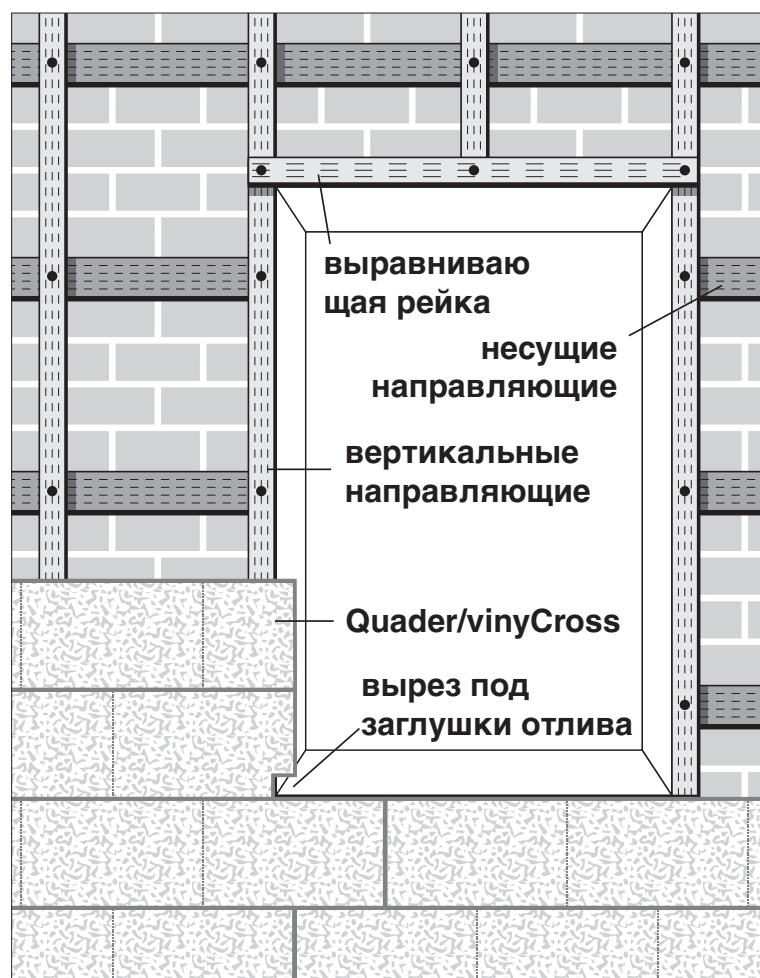 выравниваю
щая рейка
несущие
направляющие
вертикальные
направляющие
Quader/vinyCross
вырез под
заглушки отлива